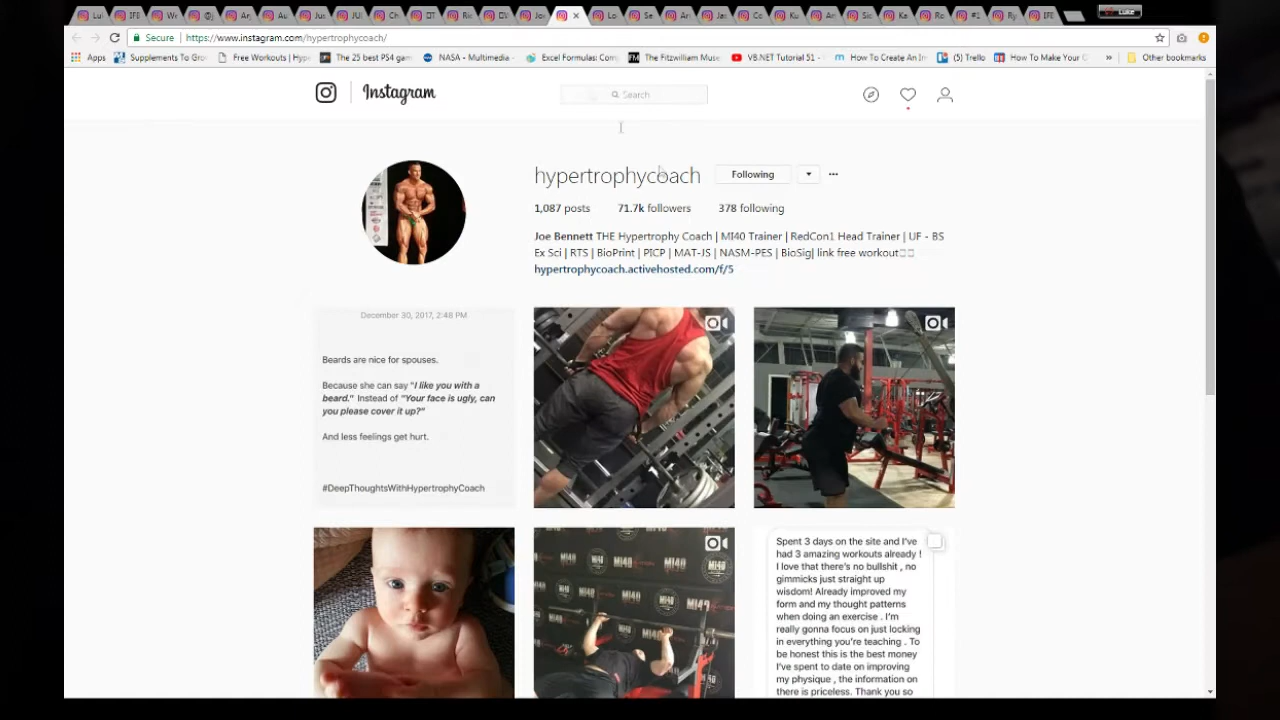 LUKE
Secure https://www.instagram.com/hypertrophycoach/
Apps Supplements To Gro Free Workouts | Hyp The 25 best PS4 gam NASA - Multimedia - Excel Formulas: Com The Fitzwilliam Mus VB.NET Tutorial 51 - How To Create An In (5) Trello How To Make Your C » Other bookmarks
Instagram
Search
hypertrophycoach Following
1,087 posts 71.7k followers 378 following
Joe Bennett THE Hypertrophy Coach | MI40 Trainer | RedCon1 Head Trainer | UF - BS
Ex Sci | RTS | BioPrint | PICP | MAT-JS | NASM-PES | BioSig| link free workout
hypertrophycoach.activehosted.com/f/5
December 30, 2017, 2:48 PM
Beards are nice for spouses.
Because she can say "I like you with a
beard." Instead of "Your face is ugly, can
you please cover it up?"
And less feelings get hurt.
#DeepThoughtsWithHypertrophyCoach
MI40 MI40
MI40
Spent 3 days on the site and I've
had 3 amazing workouts already !
I love that there's no bullshit , no
gimmicks just straight up
wisdom! Already improved my
form and my thought patterns
when doing an exercise . I'm
really gonna focus on just locking
in everything you're teaching . To
be honest this is the best money
I've spent to date on improving
my physique , the information on
there is priceless. Thank you so